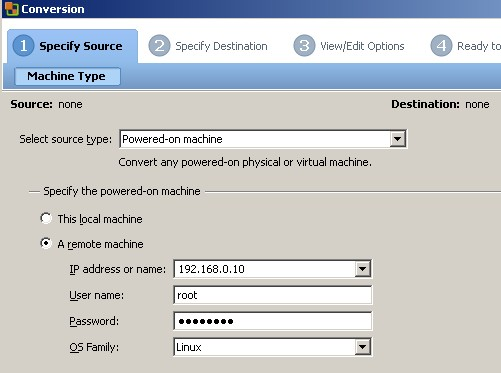 Conversion
1 Specify Source 2 Specify Destination 3 View/Edit Options 4 Ready to
Machine Type
Source: none Destination: none
Select source type: Powered-on machine
Convert any powered-on physical or virtual machine.
Specify the powered-on machine
This local machine
A remote machine
IP address or name: 192.168.0.10
User name: root
Password: ●●●●●●●●
OS Family: Linux